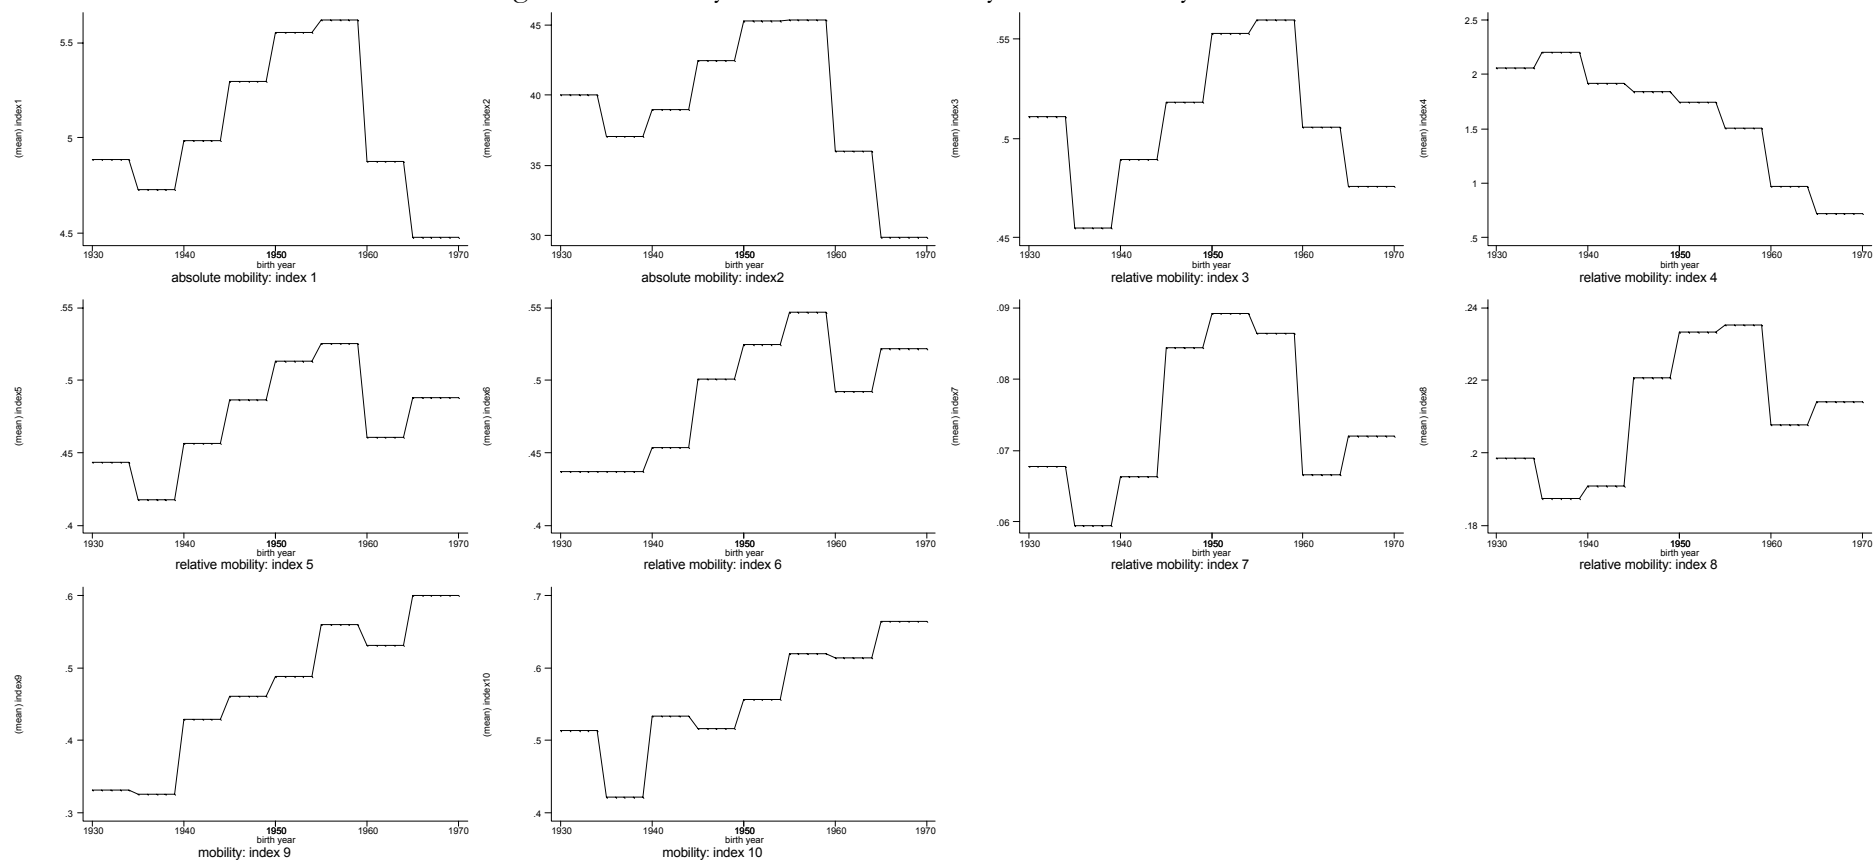 5.5
5
4.5
(mean) index1
1930 1940 1950 1960 1970
birth year
absolute mobility: index 1
45
40
35
30
(mean) index2
1930 1940 1950 1960 1970
birth year
absolute mobility: index2
.55
.5
.45
(mean) index3
1930 1940 1950 1960 1970
birth year
relative mobility: index 3
2.5
2
1.5
1
.5
(mean) index4
1930 1940 1950 1960 1970
birth year
relative mobility: index 4
.55
.5
.45
.4
(mean) index5
1930 1940 1950 1960 1970
birth year
relative mobility: index 5
.55
.5
.45
.4
(mean) index6
1930 1940 1950 1960 1970
birth year
relative mobility: index 6
.09
.08
.07
.06
(mean) index7
1930 1940 1950 1960 1970
birth year
relative mobility: index 7
.24
.22
.2
.18
(mean) index8
1930 1940 1950 1960 1970
birth year
relative mobility: index 8
.6
.5
.4
.3
(mean) index9
1930 1940 1950 1960 1970
birth year
mobility: index 9
.7
.6
.5
.4
(mean) index10
1930 1940 1950 1960 1970
birth year
mobility: index 10